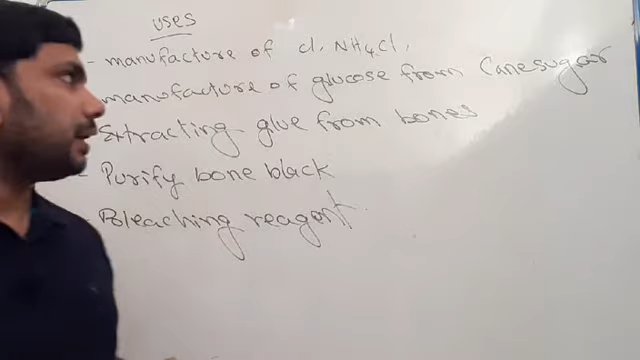 uses
- manufacture of cl, NH4Cl,
manufacture of glucose from Canesugar
Extracting glue from bones
- Purify bone black
- Bleaching reagent